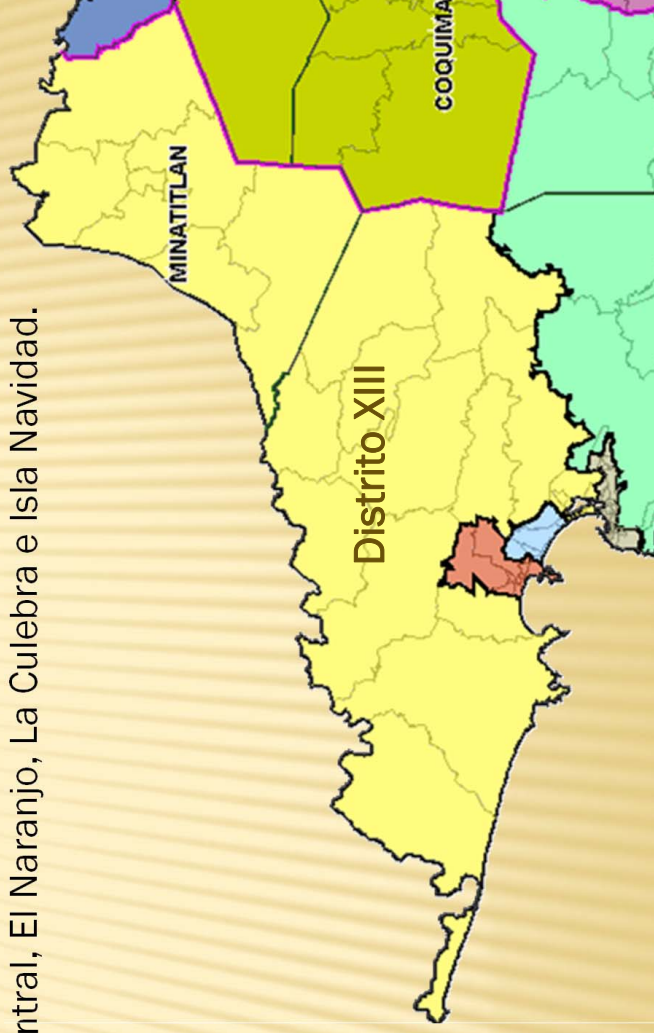 ntral, El Naranjo, La Culebra e Isla Navidad.
MINATITLAN
Distrito XIII
COQUIMA